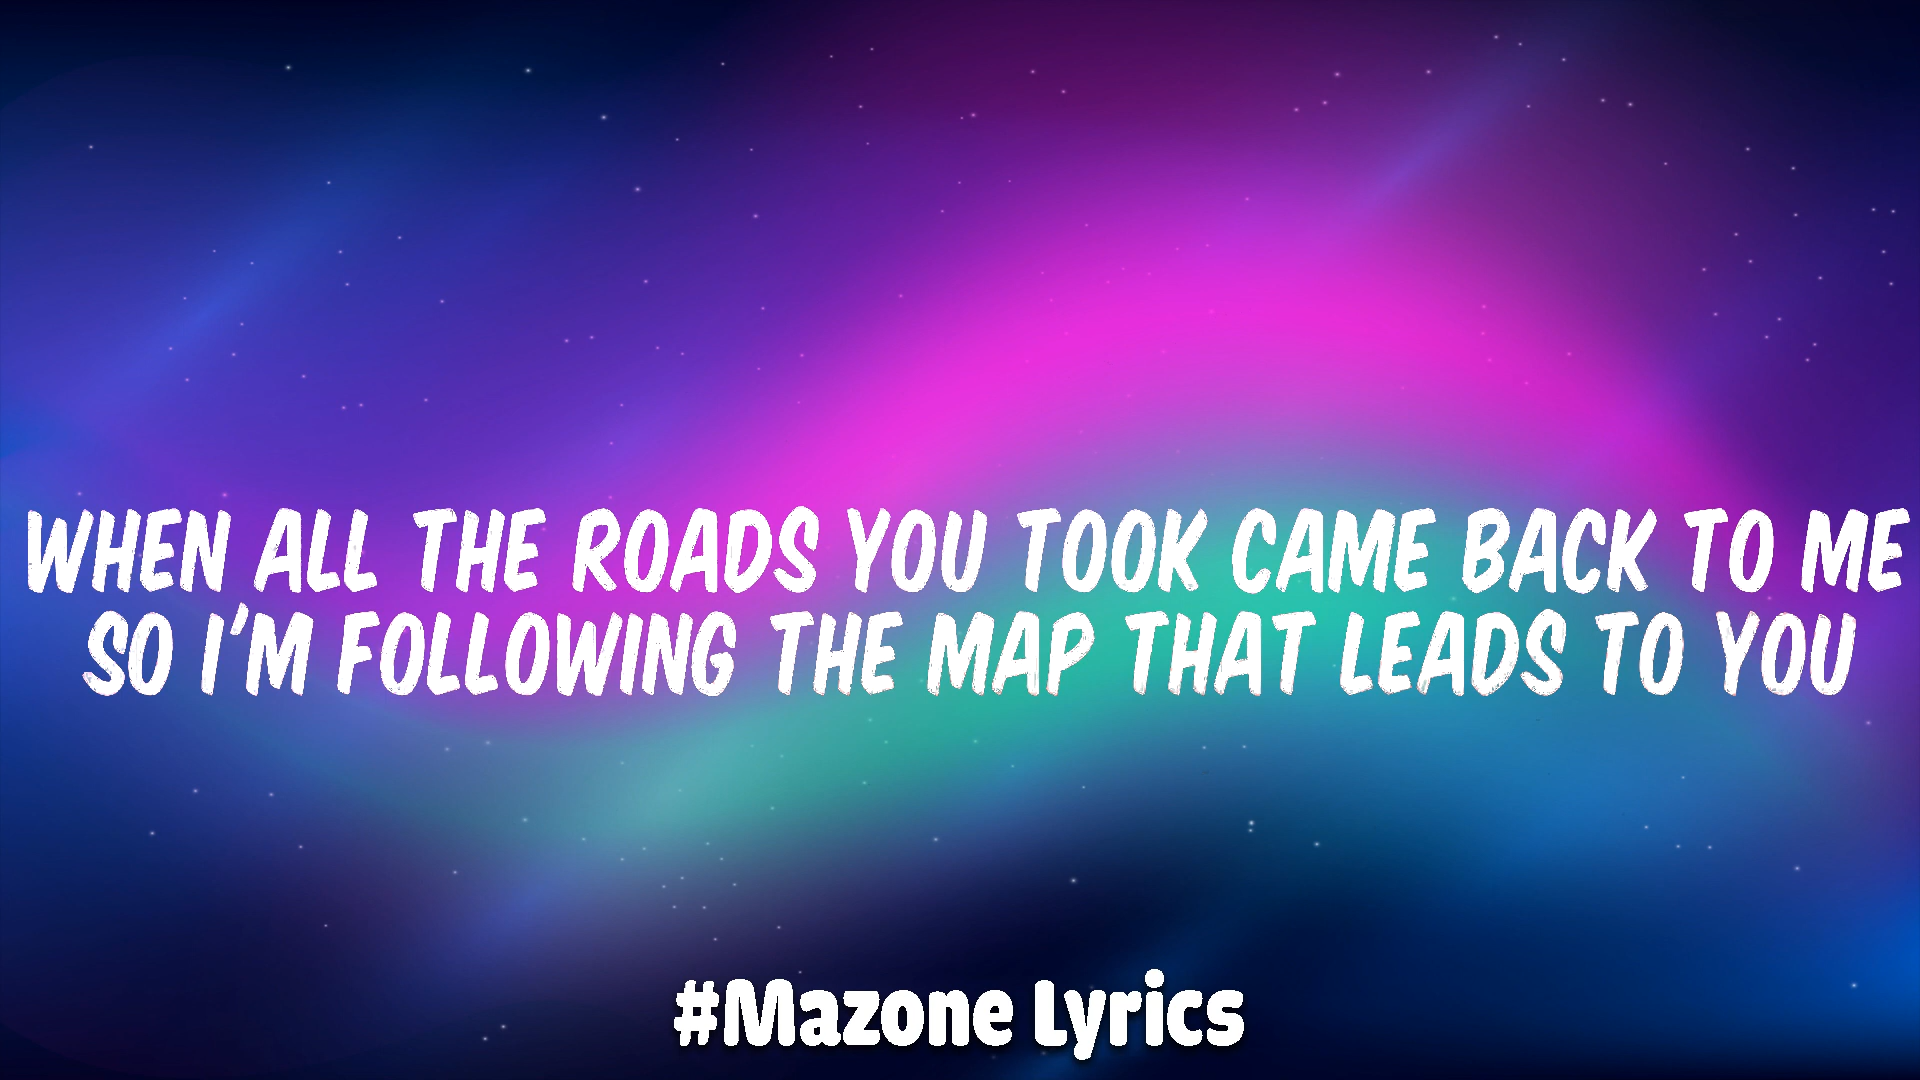 WHEN ALL THE ROADS YOU TOOK CAME BACK TO ME
SO I'M FOLLOWING THE MAP THAT LEADS TO YOU
#Mazone Lyrics